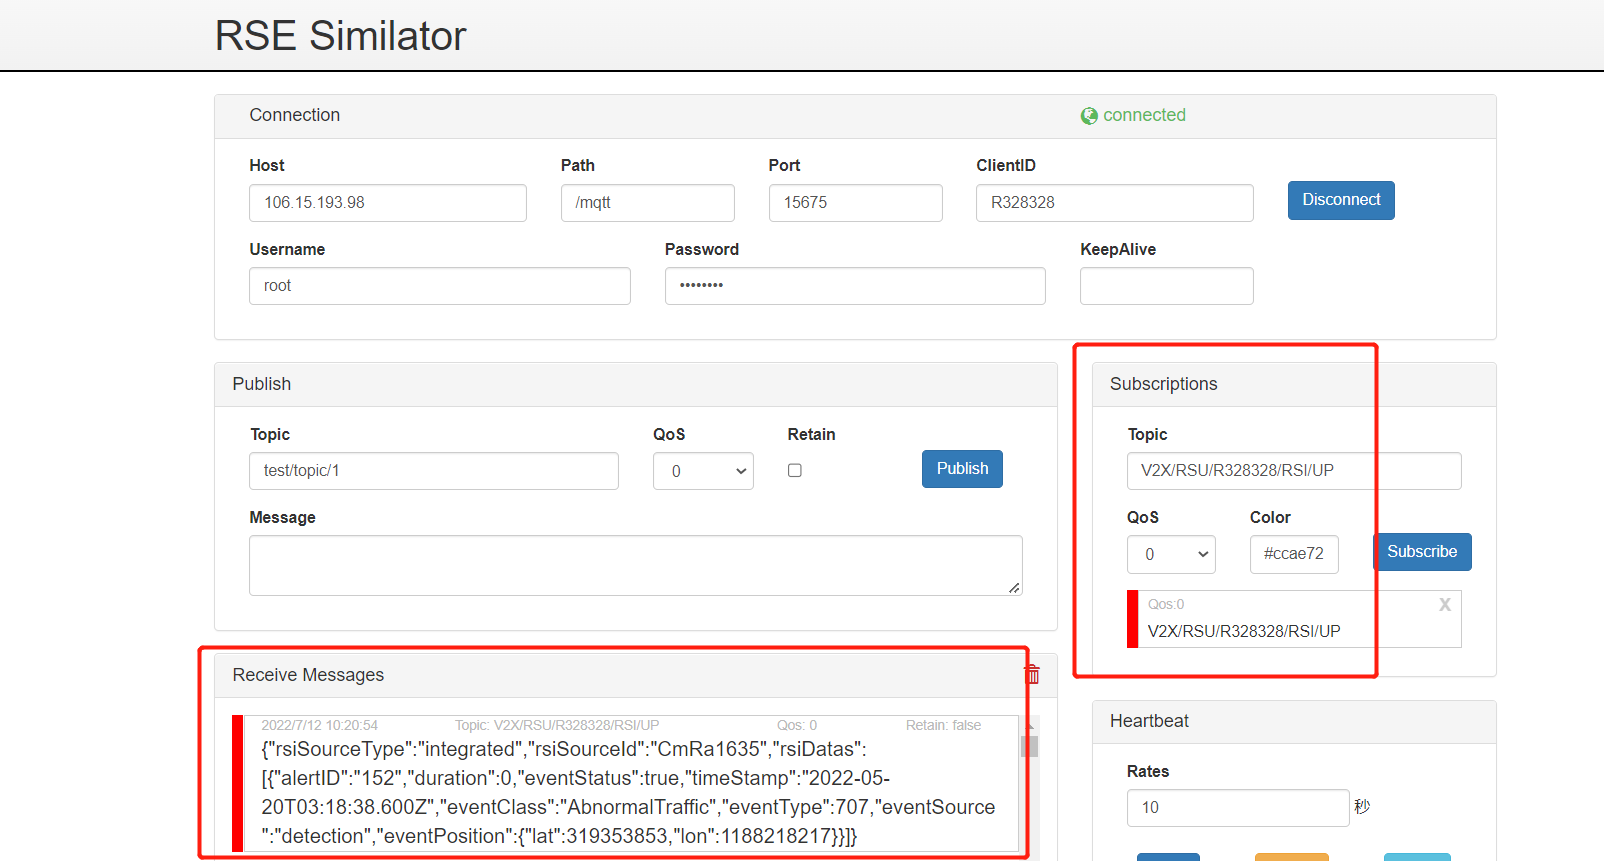 RSE Similator
Connection
connected
Host
Path
Port
ClientID
106.15.193.98
/mqtt
15675
R328328
Disconnect
Username
Password
KeepAlive
root
••••••••
Publish
Topic
QoS
Retain
test/topic/1
0
Publish
Message
Subscriptions
Topic
V2X/RSU/R328328/RSI/UP
QoS
Color
0
#ccae72
Subscribe
Qos:0
X
V2X/RSU/R328328/RSI/UP
Receive Messages
2022/7/12 10:20:54
Topic: V2X/RSU/R328328/RSI/UP
Qos: 0
Retain: false
{"rsiSourceType":"integrated","rsiSourceId":"CmRa1635","rsiDatas":
[{"alertID":"152","duration":0,"eventStatus":true,"timeStamp":"2022-05-
20T03:18:38.600Z","eventClass":"AbnormalTraffic","eventType":707,"eventSource
":"detection","eventPosition":{"lat":319353853,"lon":1188218217}}]}
Heartbeat
Rates
10
秒